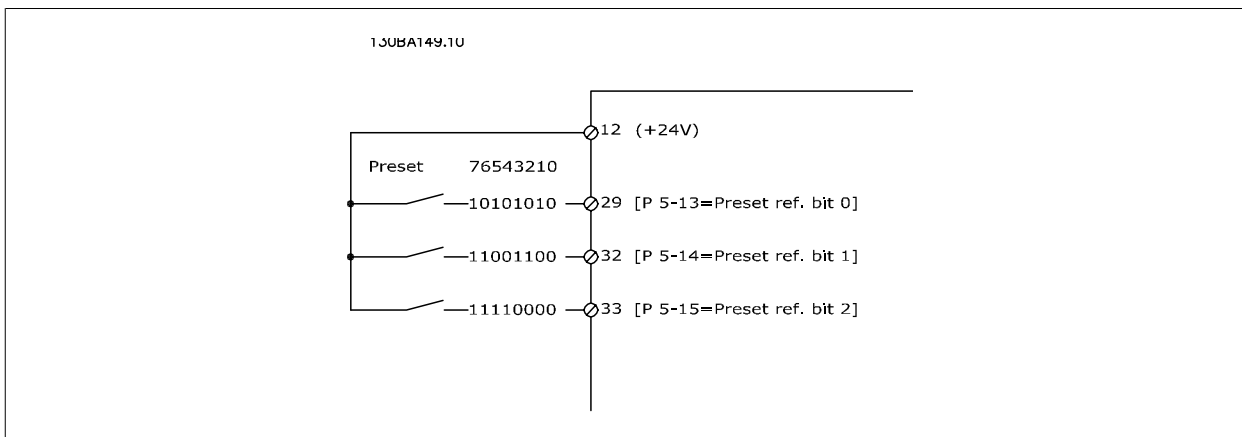 130BA149.10
12 (+24V)
Preset 76543210
10101010 29 [P 5-13=Preset ref. bit 0]
11001100 32 [P 5-14=Preset ref. bit 1]
11110000 33 [P 5-15=Preset ref. bit 2]